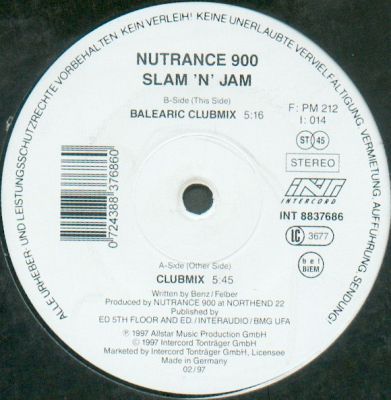 ALLE URHEBER- UND LEISTUNGSSCHUTZRECHTE VORBEHALTEN KEIN VERLEIH! KEINE UNERLAUBTE VERVIELFÄLTIGUNG VERMIETUNG AUFFÜHRUNG SENDUNG!
NUTRANCE 900
SLAM 'N' JAM
B-Side (This Side)
BALEARIC CLUBMIX 5:16
F: PM 212
I: 014
ST 45
STEREO
INT
INTERCORD
INT 8837686
LC 3677
bel
BIEM
0724388376860
A-Side (Other Side)
CLUBMIX 5:45
Written by Benz / Felber
Produced by NUTRANCE 900 at NORTHEND 22
Published by
ED 5TH FLOOR AND ED. / INTERAUDIO / BMG UFA
℗ 1997 Allstar Music Production GmbH
© 1997 Intercord Tonträger GmbH
Marketed by Intercord Tonträger GmbH, Licensee
Made in Germany
02/97